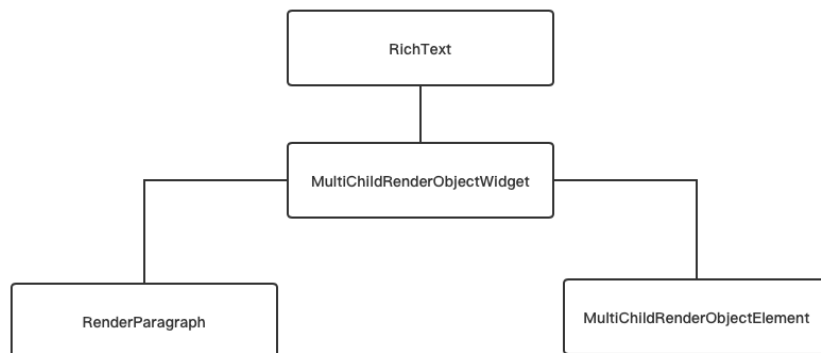 RichText
MultiChildRenderObjectWidget
RenderParagraph
MultiChildRenderObjectElement